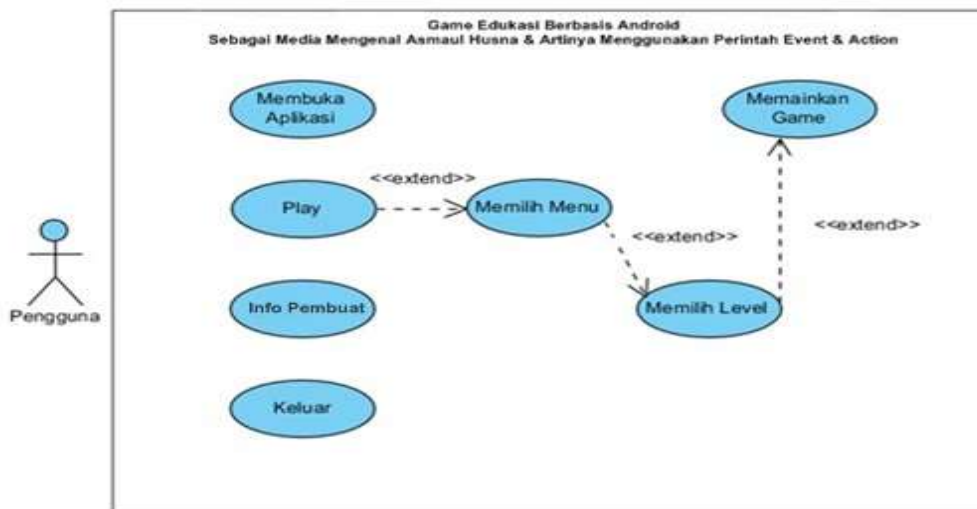 Game Edukasi Berbasis Android
Sebagai Media Mengenal Asmaul Husna & Artinya Menggunakan Perintah Event & Action
Membuka
Aplikasi
Memainkan
Game
<<extend>>
Play
Memilih Menu
<<extend>>
<<extend>>
Pengguna
Info Pembuat
Memilih Level
Keluar